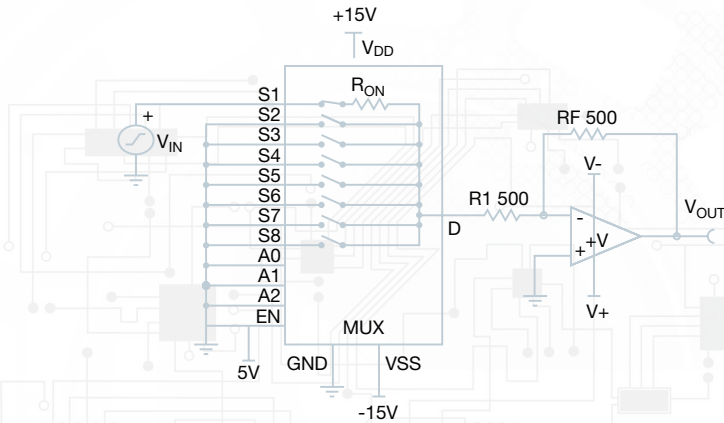 +15V
VDD
S1
RON
+
VIN
S2
S3
S4
S5
S6
S7
S8
A0
A1
A2
EN
5V
MUX
GND
VSS
-15V
D
R1 500
RF 500
V-
-
+
+V
V+
VOUT